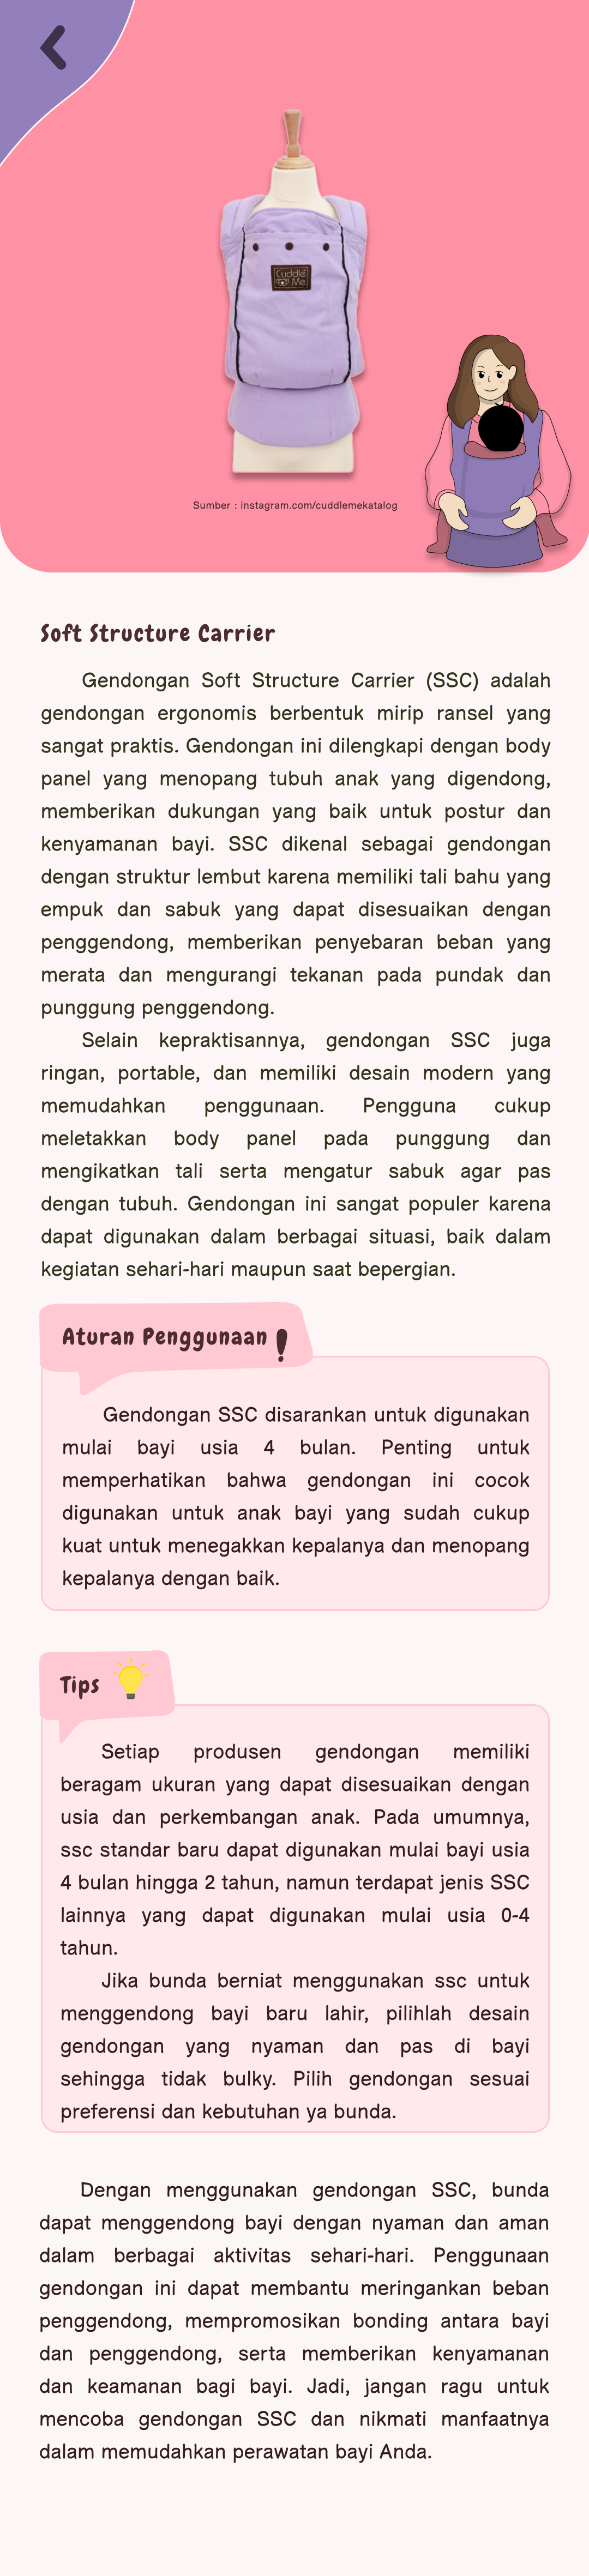 Cuddle
Me
Sumber : instagram.com/cuddlemekatalog
Soft Structure Carrier
Gendongan Soft Structure Carrier (SSC) adalah
gendongan ergonomis berbentuk mirip ransel yang
sangat praktis. Gendongan ini dilengkapi dengan body
panel yang menopang tubuh anak yang digendong,
memberikan dukungan yang baik untuk postur dan
kenyamanan bayi. SSC dikenal sebagai gendongan
dengan struktur lembut karena memiliki tali bahu yang
empuk dan sabuk yang dapat disesuaikan dengan
penggendong, memberikan penyebaran beban yang
merata dan mengurangi tekanan pada pundak dan
punggung penggendong.
Selain kepraktisannya, gendongan SSC juga
ringan, portable, dan memiliki desain modern yang
memudahkan penggunaan. Pengguna cukup
meletakkan body panel pada punggung dan
mengikatkan tali serta mengatur sabuk agar pas
dengan tubuh. Gendongan ini sangat populer karena
dapat digunakan dalam berbagai situasi, baik dalam
kegiatan sehari-hari maupun saat bepergian.
Aturan Penggunaan !
Gendongan SSC disarankan untuk digunakan
mulai bayi usia 4 bulan. Penting untuk
memperhatikan bahwa gendongan ini cocok
digunakan untuk anak bayi yang sudah cukup
kuat untuk menegakkan kepalanya dan menopang
kepalanya dengan baik.
Tips
Setiap produsen gendongan memiliki
beragam ukuran yang dapat disesuaikan dengan
usia dan perkembangan anak. Pada umumnya,
ssc standar baru dapat digunakan mulai bayi usia
4 bulan hingga 2 tahun, namun terdapat jenis SSC
lainnya yang dapat digunakan mulai usia 0-4
tahun.
Jika bunda berniat menggunakan ssc untuk
menggendong bayi baru lahir, pilihlah desain
gendongan yang nyaman dan pas di bayi
sehingga tidak bulky. Pilih gendongan sesuai
preferensi dan kebutuhan ya bunda.
Dengan menggunakan gendongan SSC, bunda
dapat menggendong bayi dengan nyaman dan aman
dalam berbagai aktivitas sehari-hari. Penggunaan
gendongan ini dapat membantu meringankan beban
penggendong, mempromosikan bonding antara bayi
dan penggendong, serta memberikan kenyamanan
dan keamanan bagi bayi. Jadi, jangan ragu untuk
mencoba gendongan SSC dan nikmati manfaatnya
dalam memudahkan perawatan bayi Anda.